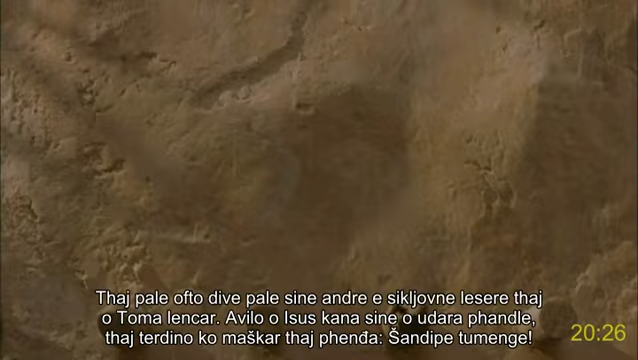 Thaj pale ofto dive pale sine andre e sikljovne lesere thaj
o Toma lencar. Avilo o Isus kana sine o udara phandle,
thaj terdino ko maškar thaj phenđa: Šandipe tumenge!
20:26